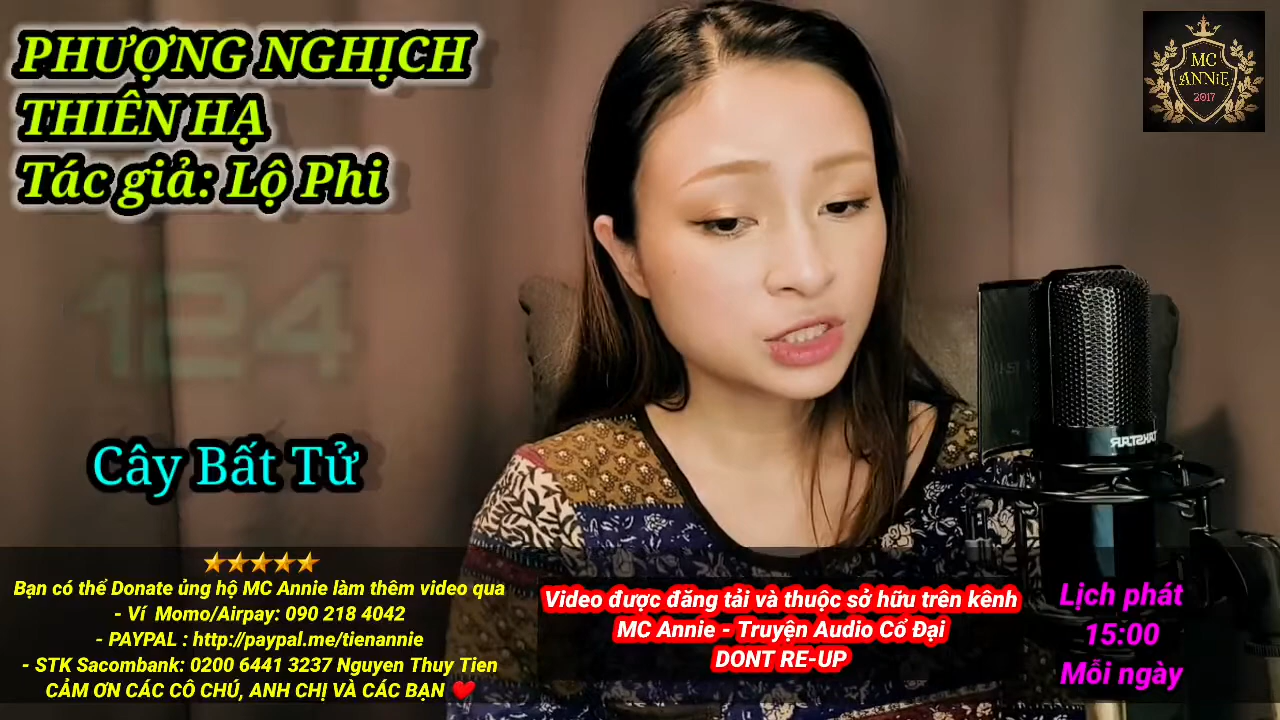 PHƯỢNG NGHỊCH
THIÊN HẠ
Tác giả: Lộ Phi
MC
ANNiE
2017
124
Cây Bất Tử
TAKSTAR
Bạn có thể Donate ủng hộ MC Annie làm thêm video qua
- Ví Momo/Airpay: 090 218 4042
- PAYPAL : http://paypal.me/tienannie
- STK Sacombank: 0200 6441 3237 Nguyen Thuy Tien
CẢM ƠN CÁC CÔ CHÚ, ANH CHỊ VÀ CÁC BẠN ❤️
Video được đăng tải và thuộc sở hữu trên kênh
MC Annie - Truyện Audio Cổ Đại
DONT RE-UP
Lịch phát
15:00
Mỗi ngày